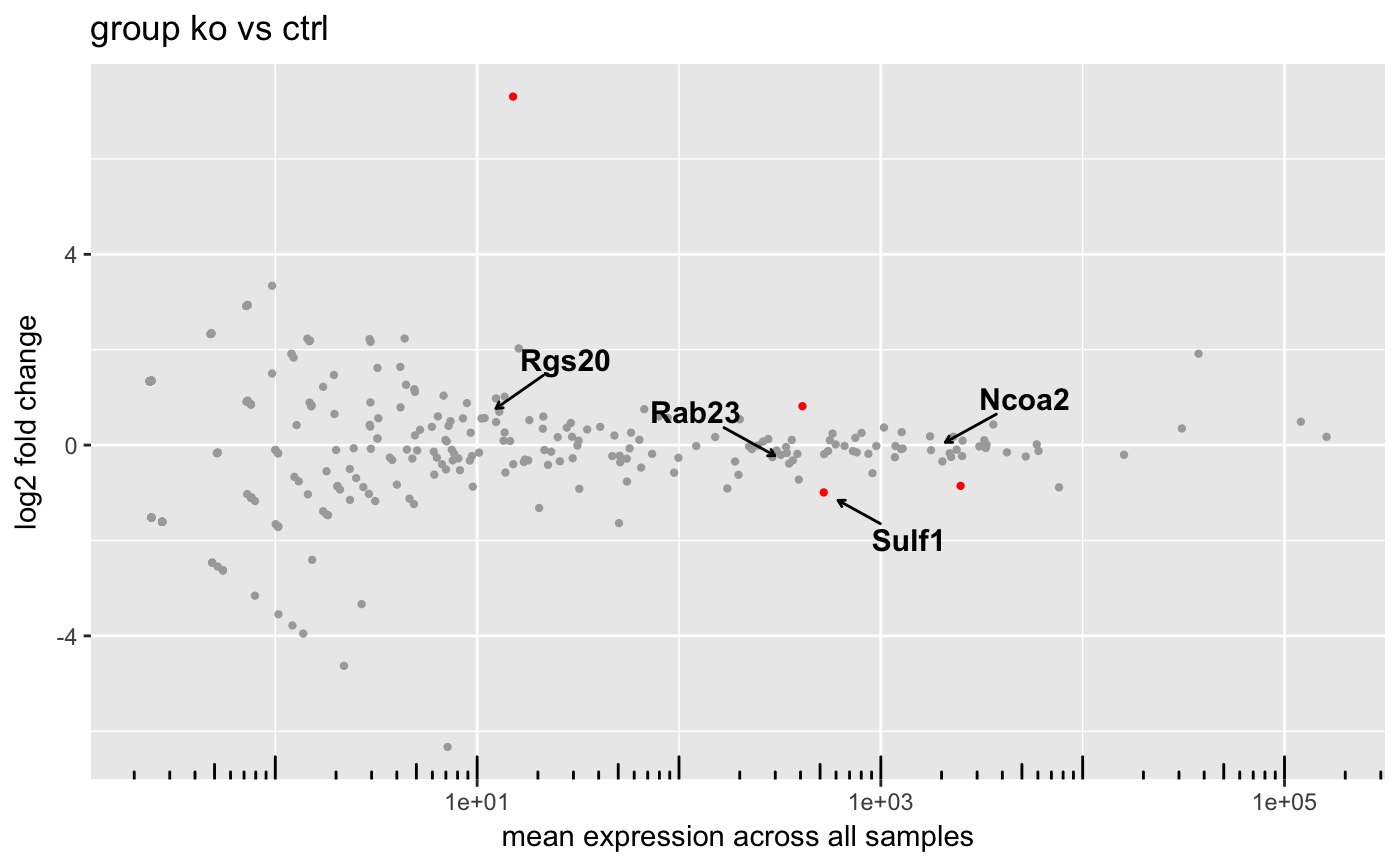 group ko vs ctrl
4
0
-4
log2 fold change
Rgs20
Rab23
Ncoa2
Sulf1
1e+01 1e+03 1e+05
mean expression across all samples